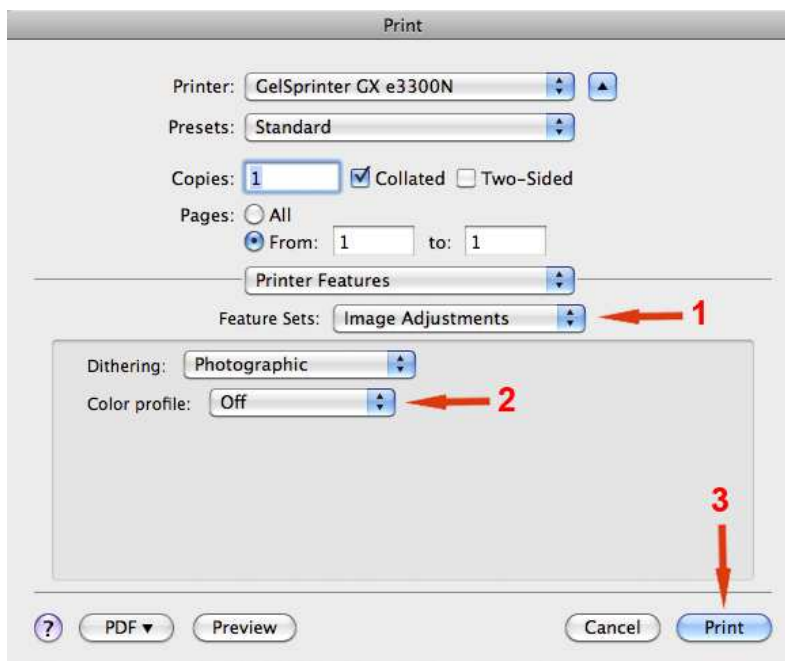 Print
Printer: GelSprinter GX e3300N
Presets: Standard
Copies: 1 Collated Two-Sided
Pages: All
From: 1 to: 1
Printer Features
Feature Sets: Image Adjustments 1
Dithering: Photographic
Color profile: Off 2
3
? PDF Preview Cancel Print